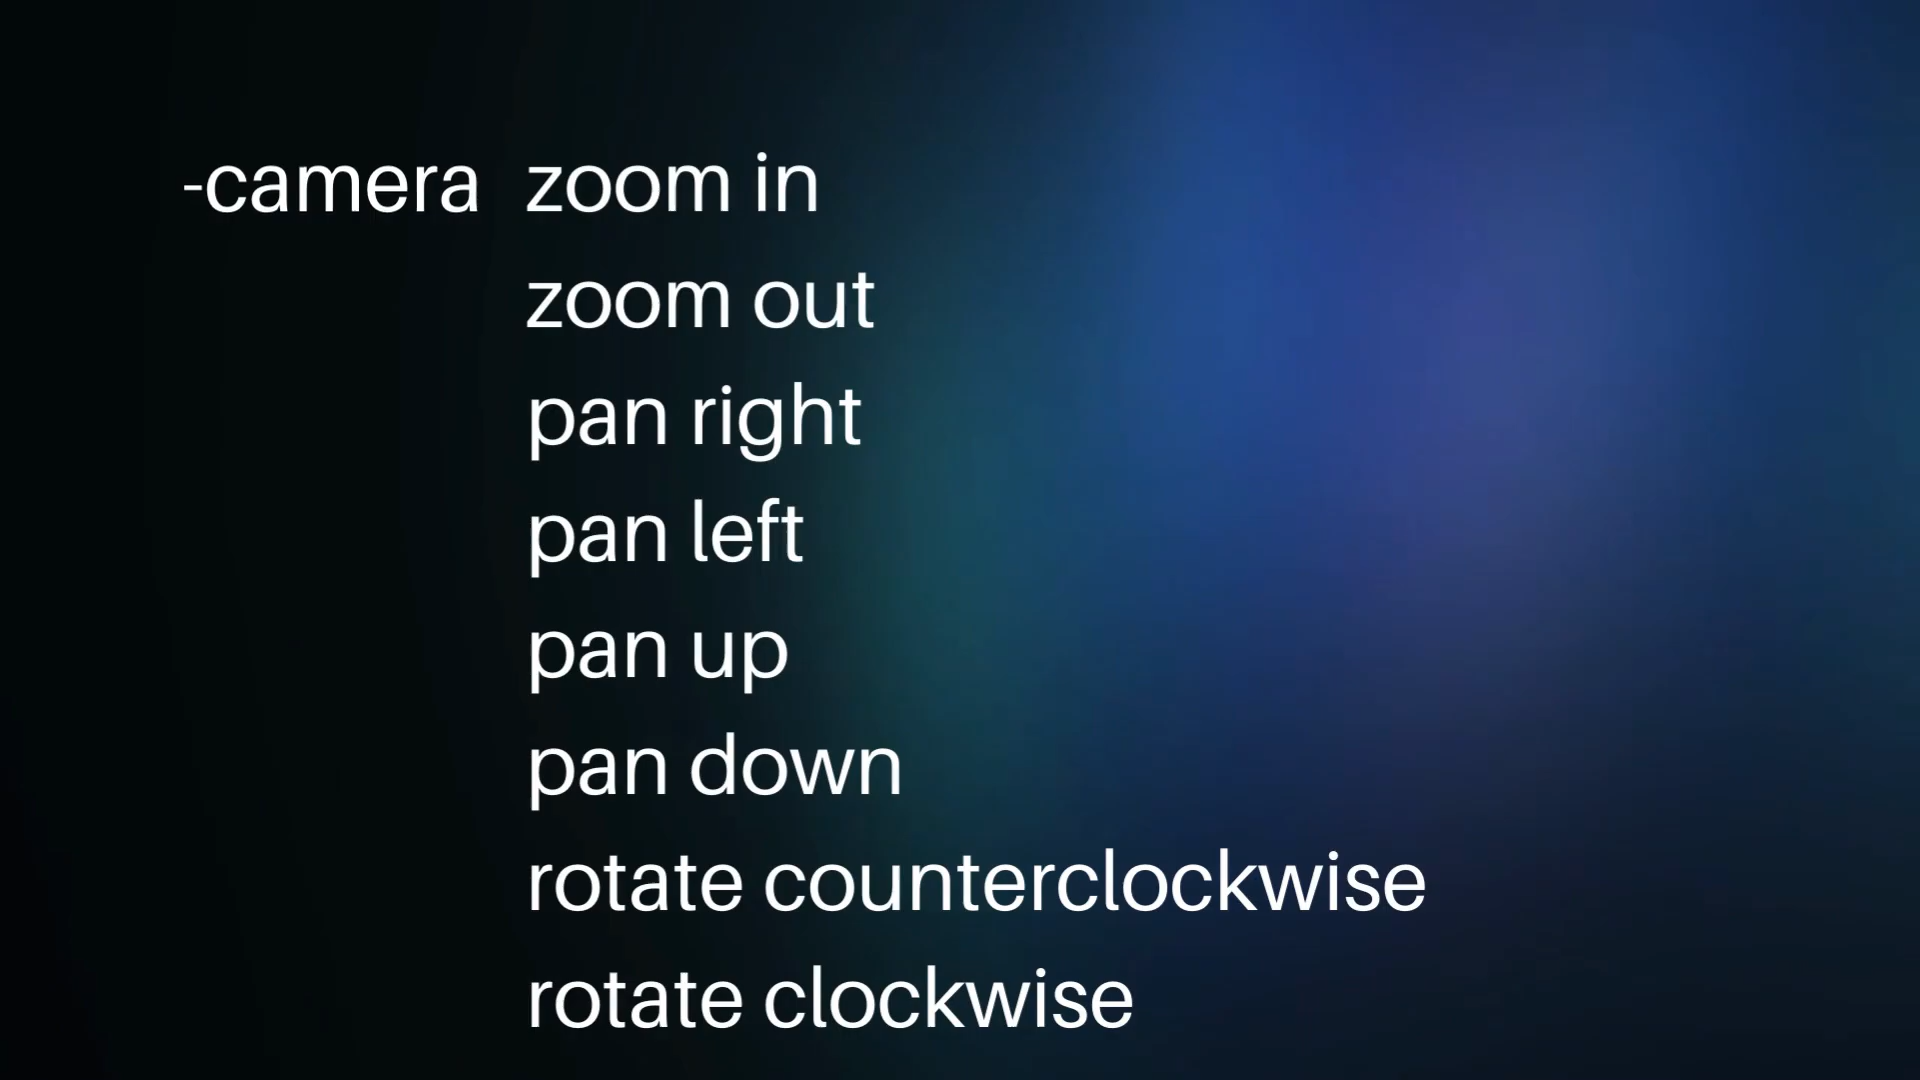 -camera zoom in
zoom out
pan right
pan left
pan up
pan down
rotate counterclockwise
rotate clockwise